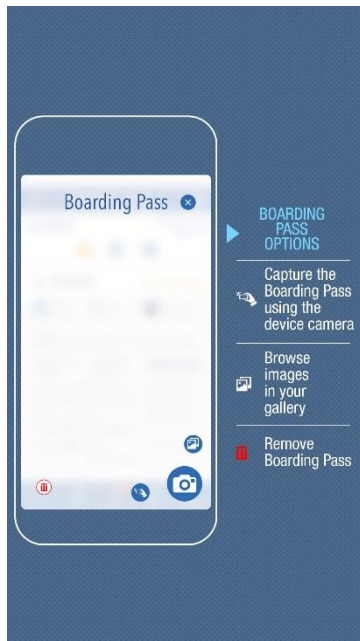 Boarding Pass
BOARDING
PASS
OPTIONS
Capture the
Boarding Pass
using the
device camera
Browse
images
in your
gallery
Remove
Boarding Pass